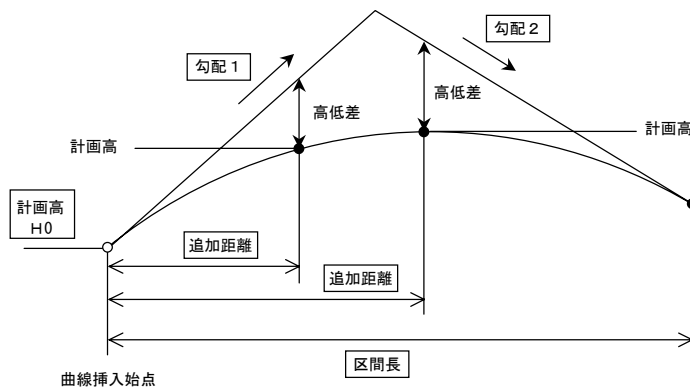 勾配１
勾配２
高低差
高低差
計画高
計画高
計画高
Ｈ0
追加距離
追加距離
区間長
曲線挿入始点